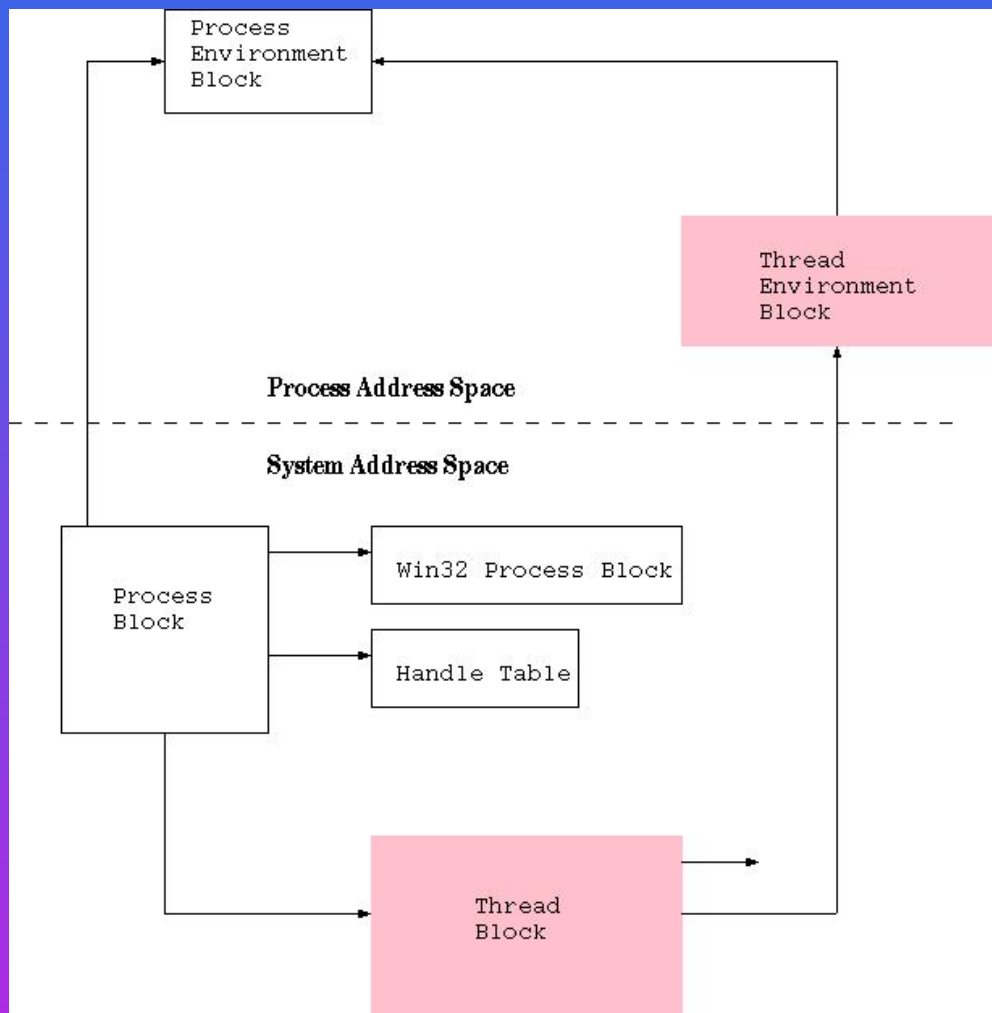 Process
Environment
Block
Thread
Environment
Block
Process Address Space
System Address Space
Win32 Process Block
Process
Block
Handle Table
Thread
Block